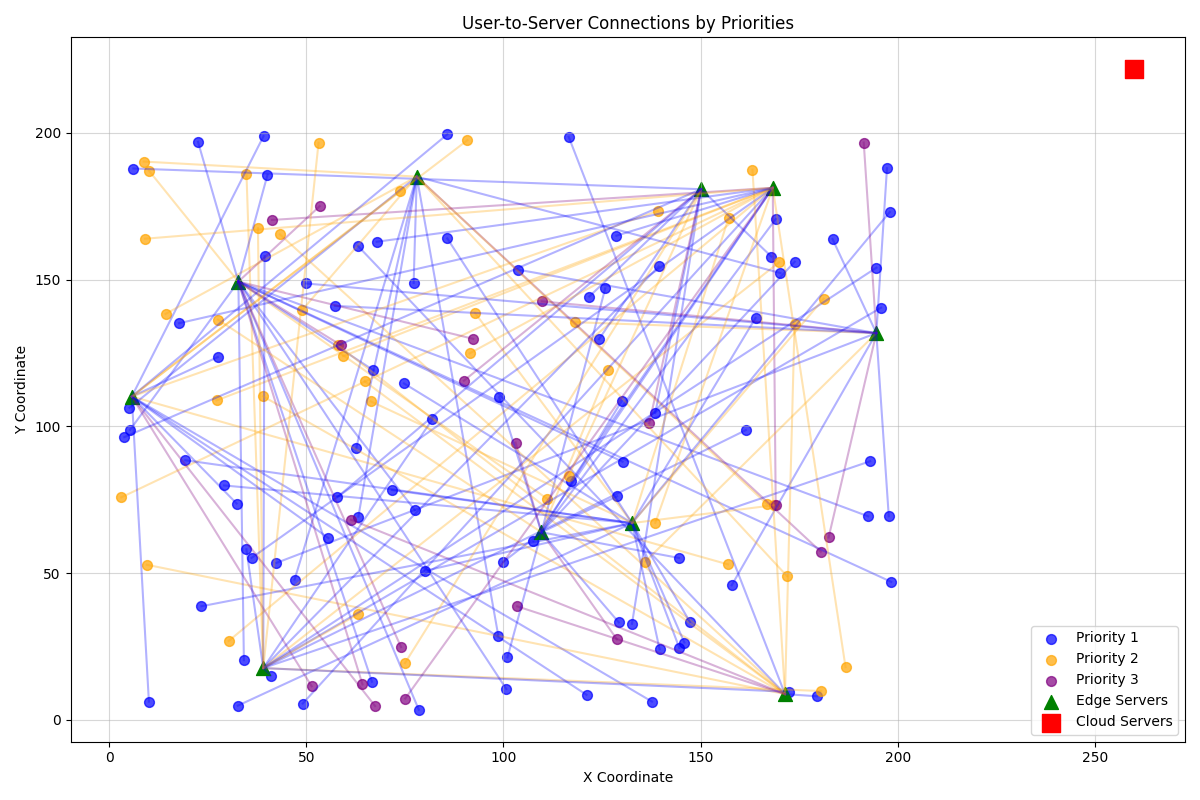 User-to-Server Connections by Priorities
Y Coordinate
200
150
100
50
0
0 50 100 150 200 250
X Coordinate
Priority 1
Priority 2
Priority 3
Edge Servers
Cloud Servers